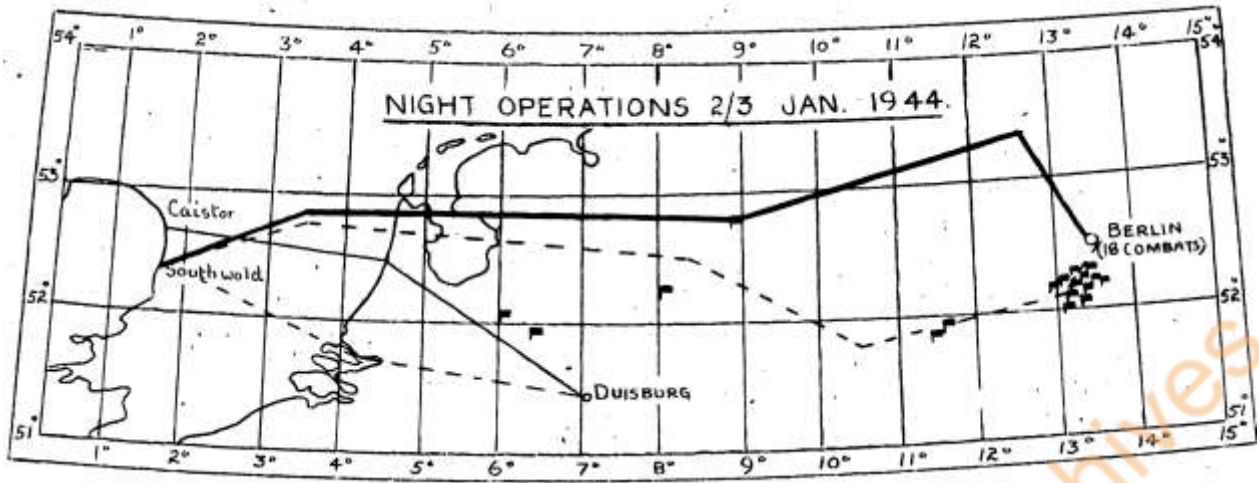 54° 1° 2° 3° 4° 5° 6° 7° 8° 9° 10° 11° 12° 13° 14° 15°
54
NIGHT OPERATIONS 2/3 JAN. 1944.
53° 53°
Caistor
BERLIN
(18 COMBATS)
Southwold
52° 52°
DUISBURG
51° 51°
1° 2° 3° 4° 5° 6° 7° 8° 9° 10° 11° 12° 13° 14° 15°
hives